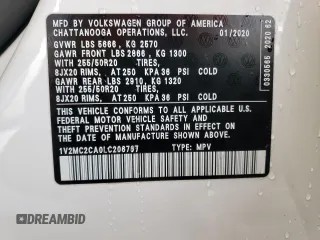 MFD BY VOLKSWAGEN GROUP OF AMERICA
CHATTANOOGA OPERATIONS, LLC. 01/2020
GVWR LBS 5666 , KG 2570
GAWR FRONT LBS 2866 , KG 1300
WITH 255/50R20 TIRES,
8JX20 RIMS, AT 250 KPA 36 PSI COLD
GAWR REAR LBS 2910, KG 1320
WITH 255/50R20 TIRES,
8JX20 RIMS, AT 250 KPA 36 PSI COLD
THIS VEHICLE CONFORMS TO ALL APPLICABLE U.S.
FEDERAL MOTOR VEHICLE SAFETY STANDARDS IN
EFFECT ON THE DATE OF MANUFACTURE SHOWN ABOVE.
1V2MC2CA0LC206797 TYPE: MPV
0330565 2020 62
DREAMBID